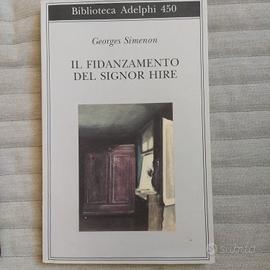 Biblioteca Adelphi 450
Georges Simenon
IL FIDANZAMENTO
DEL SIGNOR HIRE
subito